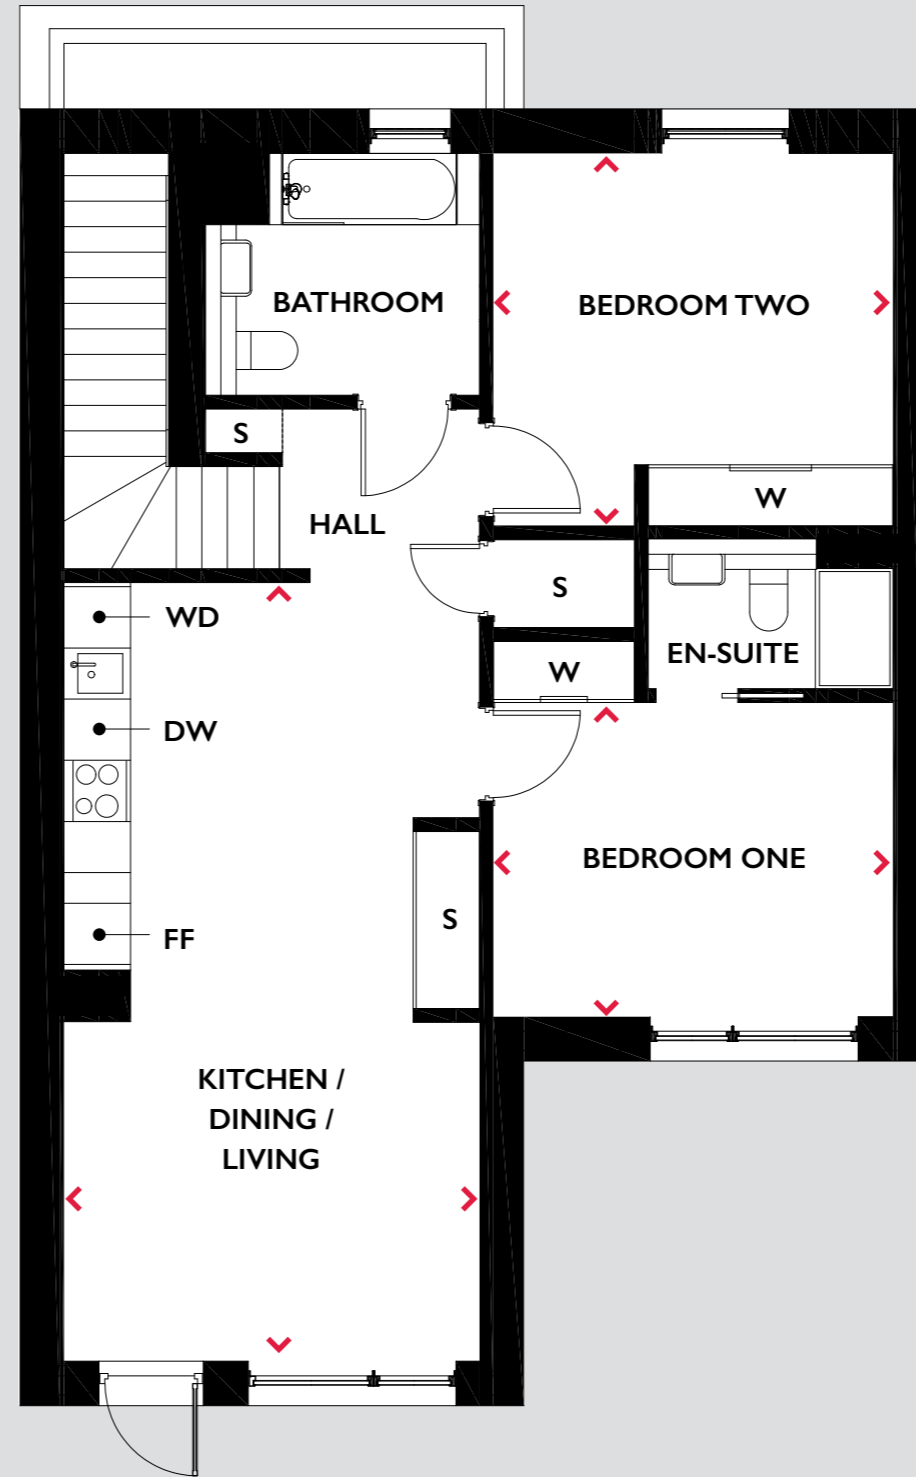 BATHROOM
BEDROOM TWO
S
W
HALL
S
WD
EN-SUITE
W
DW
BEDROOM ONE
S
FF
KITCHEN /
DINING /
LIVING